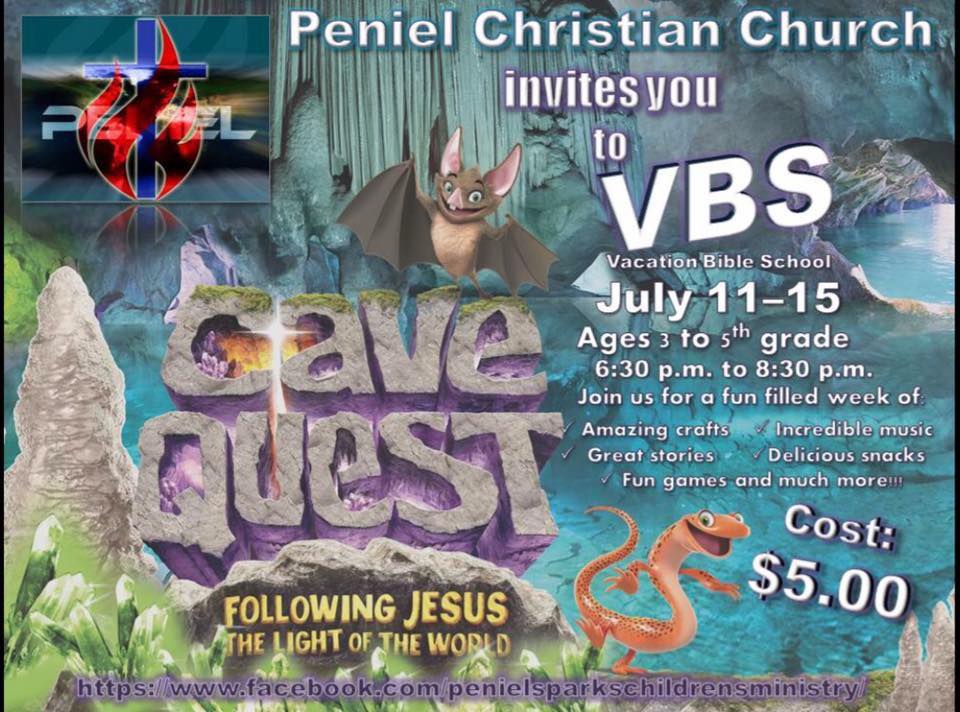 Peniel Christian Church
PENIEL
invites you
to
VBS
Vacation Bible School
July 11–15
Ages 3 to 5th grade
6:30 p.m. to 8:30 p.m.
Join us for a fun filled week of:
✓ Amazing crafts ✓ Incredible music
✓ Great stories ✓ Delicious snacks
✓ Fun games and much more!!!
Cost:
$5.00
cave
QUEST
FOLLOWING JESUS
THE LIGHT OF THE WORLD
https://www.facebook.com/penielsparkschildrensministry/